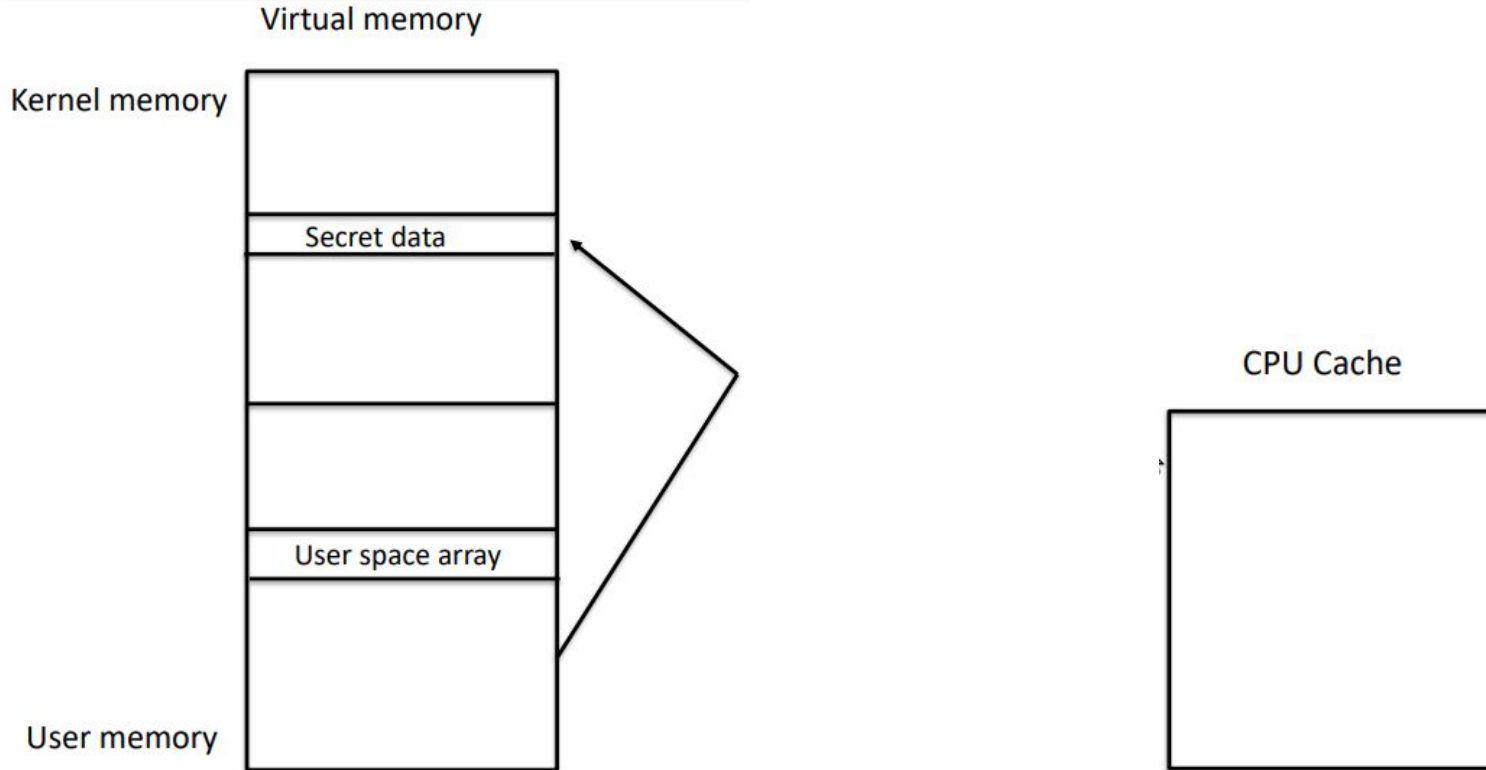 Virtual memory
Kernel memory
Secret data
CPU Cache
User space array
User memory